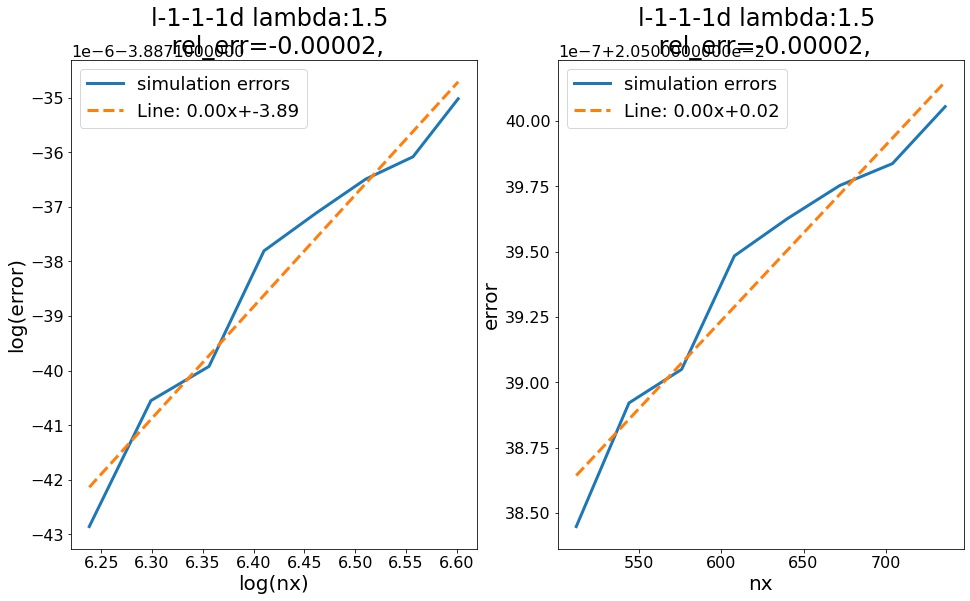 l-1-1-1d lambda:1.5
rel_err=-0.00002,
1e−6−3.8871000000
simulation errors
Line: 0.00x+-3.89
−35
−36
−37
−38
−39
−40
−41
−42
−43
log(error)
6.25 6.30 6.35 6.40 6.45 6.50 6.55 6.60
log(nx)
l-1-1-1d lambda:1.5
rel_err=-0.00002,
1e−7+2.0500000000e−2
simulation errors
Line: 0.00x+0.02
40.00
39.75
39.50
39.25
39.00
38.75
38.50
error
550 600 650 700
nx